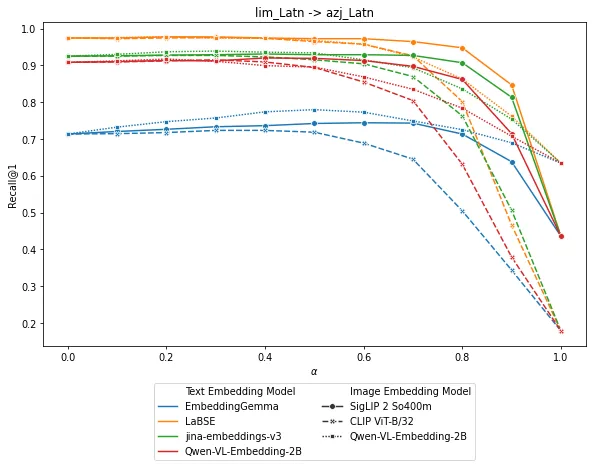 lim_Latn -> azj_Latn
1.0
0.9
0.8
0.7
0.6
0.5
0.4
0.3
0.2
Recall@1
0.0 0.2 0.4 0.6 0.8 1.0
α
Text Embedding Model Image Embedding Model
EmbeddingGemma SigLIP 2 So400m
LaBSE CLIP ViT-B/32
jina-embeddings-v3 Qwen-VL-Embedding-2B
Qwen-VL-Embedding-2B